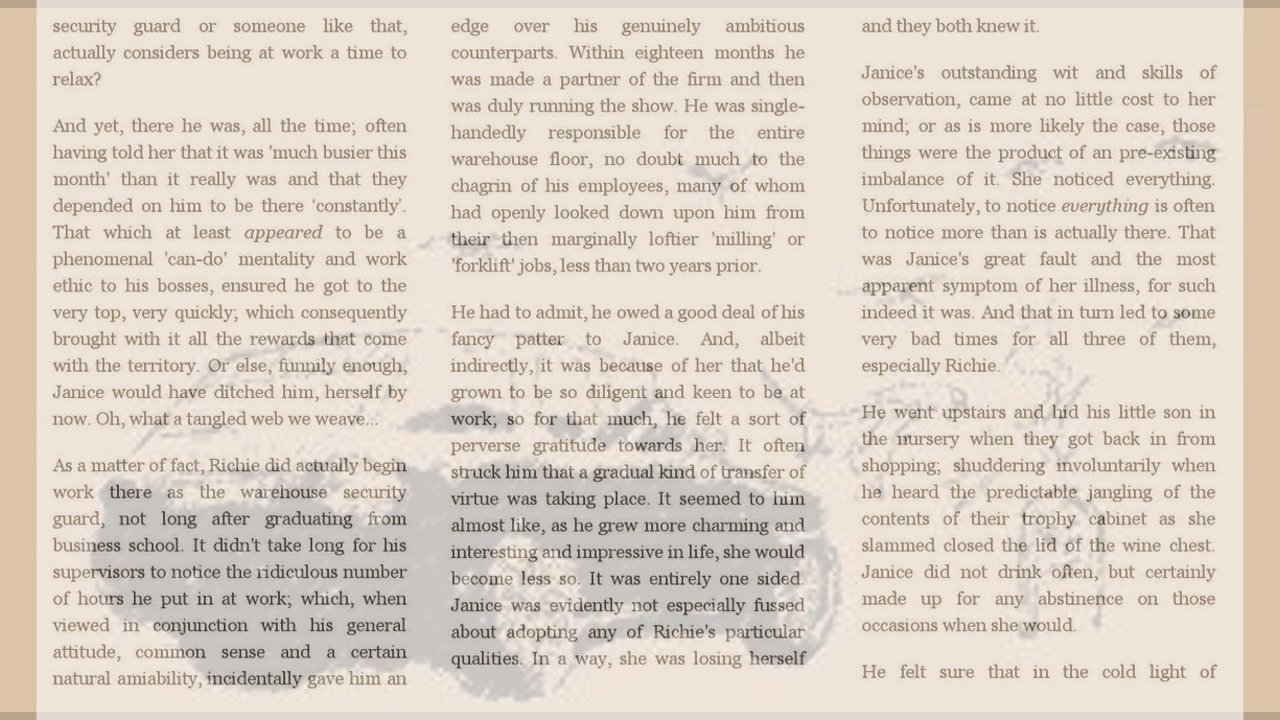 security guard or someone like that,
actually considers being at work a time to
relax?
And yet, there he was, all the time; often
having told her that it was 'much busier this
month' than it really was and that they
depended on him to be there 'constantly'.
That which at least appeared to be a
phenomenal 'can-do' mentality and work
ethic to his bosses, ensured he got to the
very top, very quickly; which consequently
brought with it all the rewards that come
with the territory. Or else, funnily enough,
Janice would have ditched him, herself by
now. Oh, what a tangled web we weave...
As a matter of fact, Richie did actually begin
work there as the warehouse security
guard, not long after graduating from
business school. It didn't take long for his
supervisors to notice the ridiculous number
of hours he put in at work; which, when
viewed in conjunction with his general
attitude, common sense and a certain
natural amiability, incidentally gave him an
edge over his genuinely ambitious
counterparts. Within eighteen months he
was made a partner of the firm and then
was duly running the show. He was single-
handedly responsible for the entire
warehouse floor, no doubt much to the
chagrin of his employees, many of whom
had openly looked down upon him from
their then marginally loftier 'milling' or
'forklift' jobs, less than two years prior.
He had to admit, he owed a good deal of his
fancy patter to Janice. And, albeit
indirectly, it was because of her that he'd
grown to be so diligent and keen to be at
work; so for that much, he felt a sort of
perverse gratitude towards her. It often
struck him that a gradual kind of transfer of
virtue was taking place. It seemed to him
almost like, as he grew more charming and
interesting and impressive in life, she would
become less so. It was entirely one sided.
Janice was evidently not especially fussed
about adopting any of Richie's particular
qualities. In a way, she was losing herself
and they both knew it.
Janice's outstanding wit and skills of
observation, came at no little cost to her
mind; or as is more likely the case, those
things were the product of an pre-existing
imbalance of it. She noticed everything.
Unfortunately, to notice everything is often
to notice more than is actually there. That
was Janice's great fault and the most
apparent symptom of her illness, for such
indeed it was. And that in turn led to some
very bad times for all three of them,
especially Richie.
He went upstairs and hid his little son in
the nursery when they got back in from
shopping; shuddering involuntarily when
he heard the predictable jangling of the
contents of their trophy cabinet as she
slammed closed the lid of the wine chest.
Janice did not drink often, but certainly
made up for any abstinence on those
occasions when she would.
He felt sure that in the cold light of